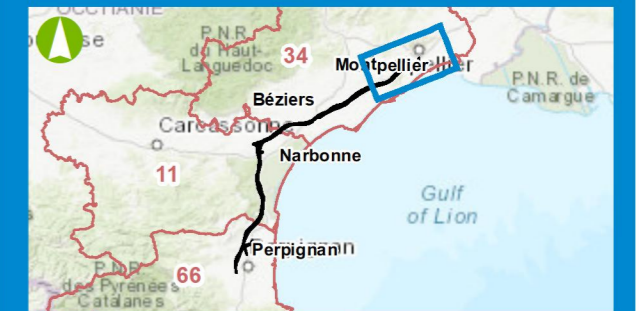 OCCITANIE
P.N.R.
du Haut-
Languedoc
34
Montpellier
P.N.R. de
Camargue
Béziers
Carcassonne
Narbonne
11
Gulf
of Lion
Perpignan
P.N.R.
des Pyrénées
Catalanes
66